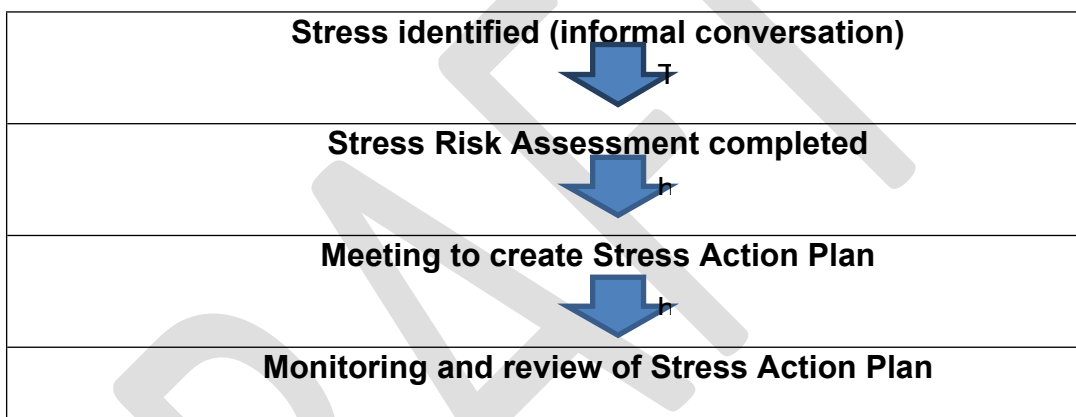 Stress identified (informal conversation)
T
Stress Risk Assessment completed
h
Meeting to create Stress Action Plan
h
Monitoring and review of Stress Action Plan
DRAFT